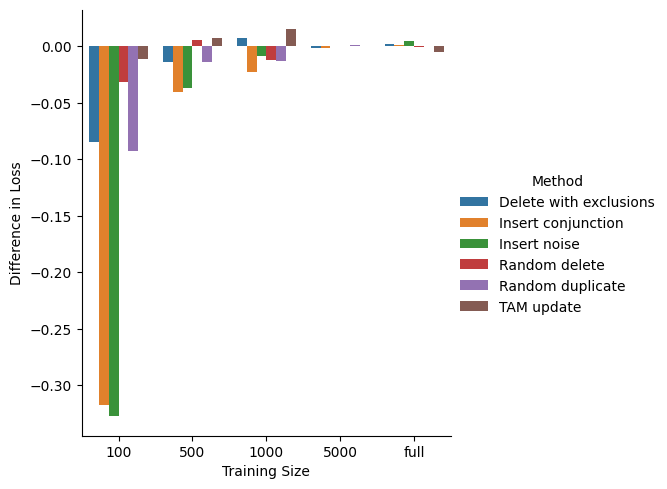 0.00
−0.05
−0.10
−0.15
−0.20
−0.25
−0.30
Difference in Loss
100
500
1000
5000
full
Training Size
Method
Delete with exclusions
Insert conjunction
Insert noise
Random delete
Random duplicate
TAM update